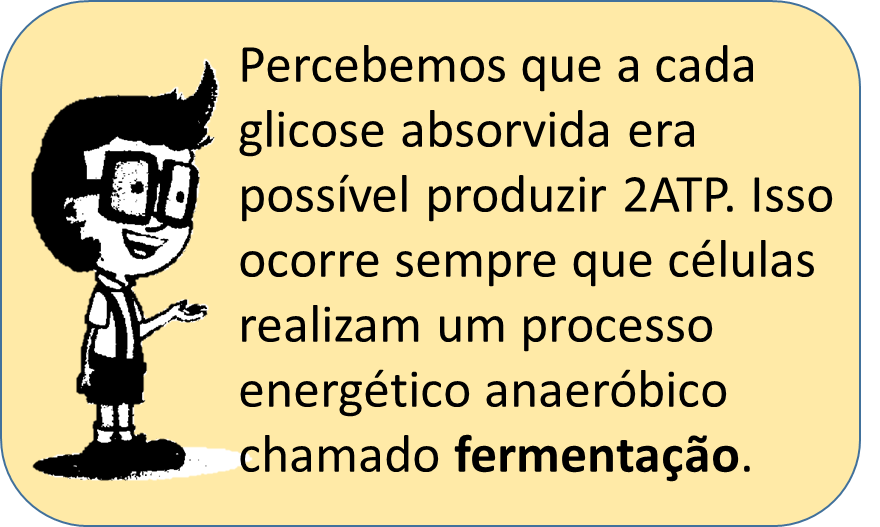 Percebemos que a cada
glicose absorvida era
possível produzir 2ATP. Isso
ocorre sempre que células
realizam um processo
energético anaeróbico
chamado fermentação.